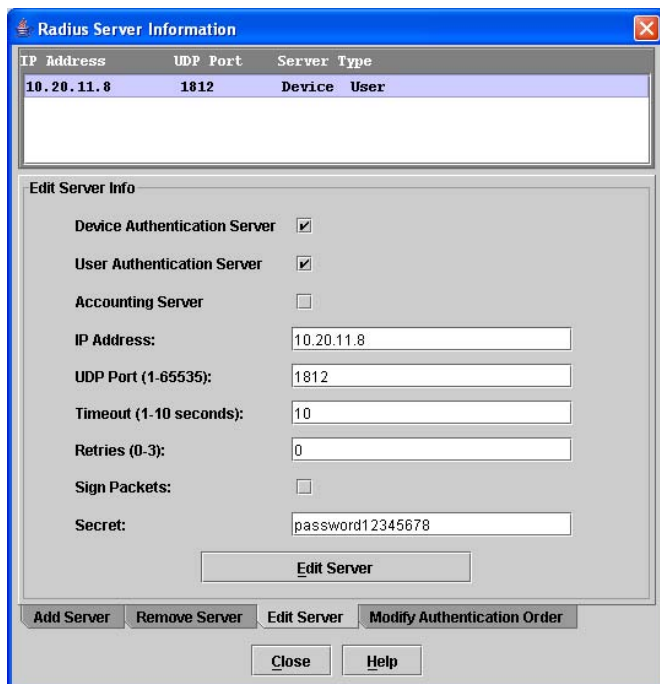 Radius Server Information
IP Address UDP Port Server Type
10.20.11.8 1812 Device User
Edit Server Info
Device Authentication Server
User Authentication Server
Accounting Server
IP Address: 10.20.11.8
UDP Port (1-65535): 1812
Timeout (1-10 seconds): 10
Retries (0-3): 0
Sign Packets:
Secret: password12345678
Edit Server
Add Server Remove Server Edit Server Modify Authentication Order
Close Help